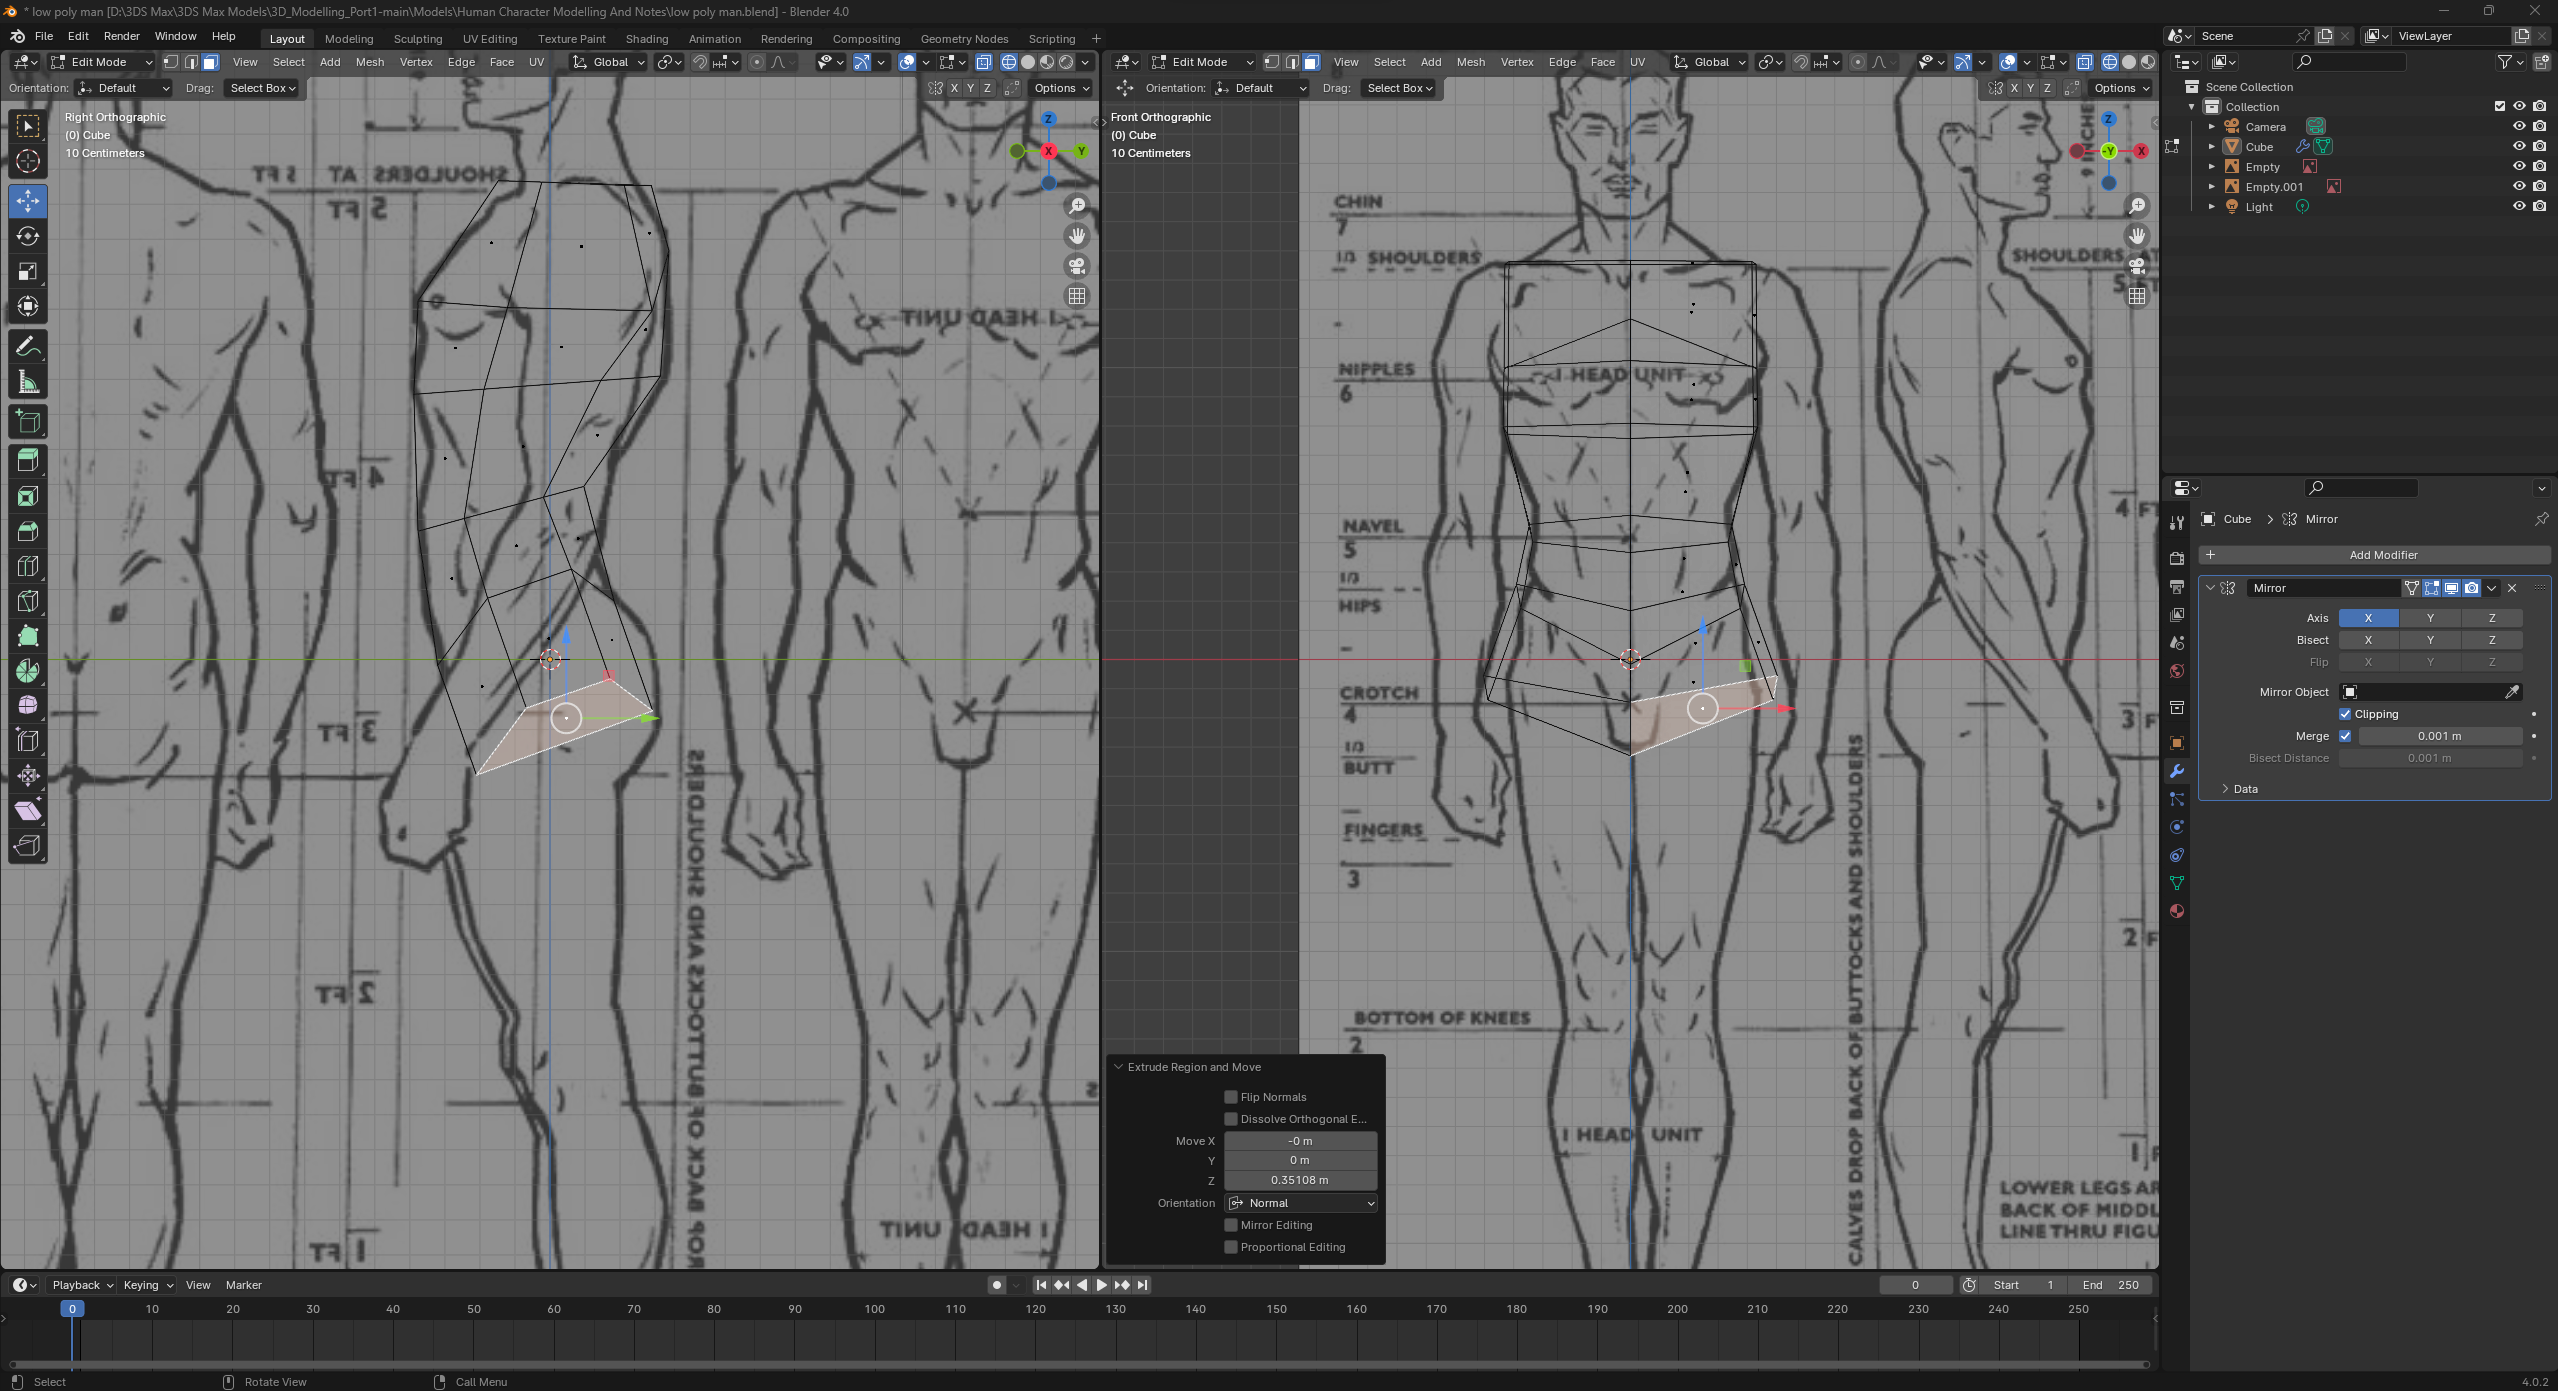 * low poly man [D:\3DS Max\3DS Max Models\3D_Modelling_Port1-main\Models\Human Character Modelling And Notes\low poly man.blend] - Blender 4.0
File Edit Render Window Help Layout Modeling Sculpting UV Editing Texture Paint Shading Animation Rendering Compositing Geometry Nodes Scripting
Scene
ViewLayer
Edit Mode View Select Add Mesh Vertex Edge Face UV Global
Orientation: Default Drag: Select Box X Y Z Options
Right Orthographic
(0) Cube
10 Centimeters
Z
X
Y
SHOULDERS AT 5 FT
5 FT
1 HEAD UNIT
4 FT
3 FT
2 FT
1 FT
DROP BACK OF BUTTOCKS AND SHOULDERS
1 HEAD UNIT
Edit Mode View Select Add Mesh Vertex Edge Face UV Global
Orientation: Default Drag: Select Box X Y Z Options
Front Orthographic
(0) Cube
10 Centimeters
Z
-Y
X
CHIN
7
1/3 SHOULDERS
SHOULDERS AT
NIPPLES
6
1 HEAD UNIT
NAVEL
5
1/3
HIPS
4 FT
CROTCH
4
3 F
1/3
BUTT
FINGERS
3
2 F
BOTTOM OF KNEES
2
1 HEAD UNIT
CALVES DROP BACK OF BUTTOCKS AND SHOULDERS
LOWER LEGS AR
BACK OF MIDDL
LINE THRU FIGU
Extrude Region and Move
Flip Normals
Dissolve Orthogonal E...
Move X -0 m
Y 0 m
Z 0.35108 m
Orientation Normal
Mirror Editing
Proportional Editing
Scene Collection
Collection
Camera
Cube
Empty
Empty.001
Light
Cube > Mirror
Add Modifier
Mirror
Axis X Y Z
Bisect X Y Z
Flip X Y Z
Mirror Object
Clipping
Merge 0.001 m
Bisect Distance 0.001 m
Data
Playback Keying View Marker
0 Start 1 End 250
0 10 20 30 40 50 60 70 80 90 100 110 120 130 140 150 160 170 180 190 200 210 220 230 240 250
Select Rotate View Call Menu
4.0.2